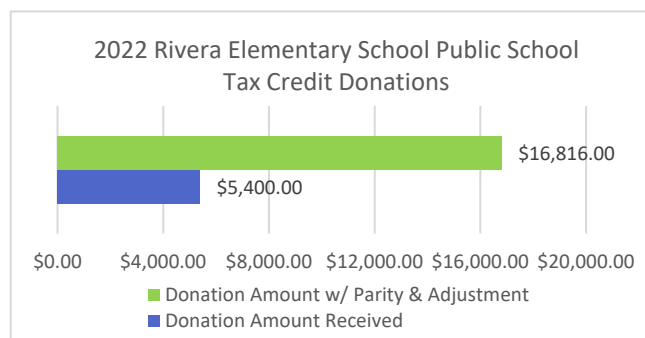 2022 Rivera Elementary School Public School
Tax Credit Donations
$16,816.00
$5,400.00
$0.00 $4,000.00 $8,000.00 $12,000.00 $16,000.00 $20,000.00
Donation Amount w/ Parity & Adjustment
Donation Amount Received